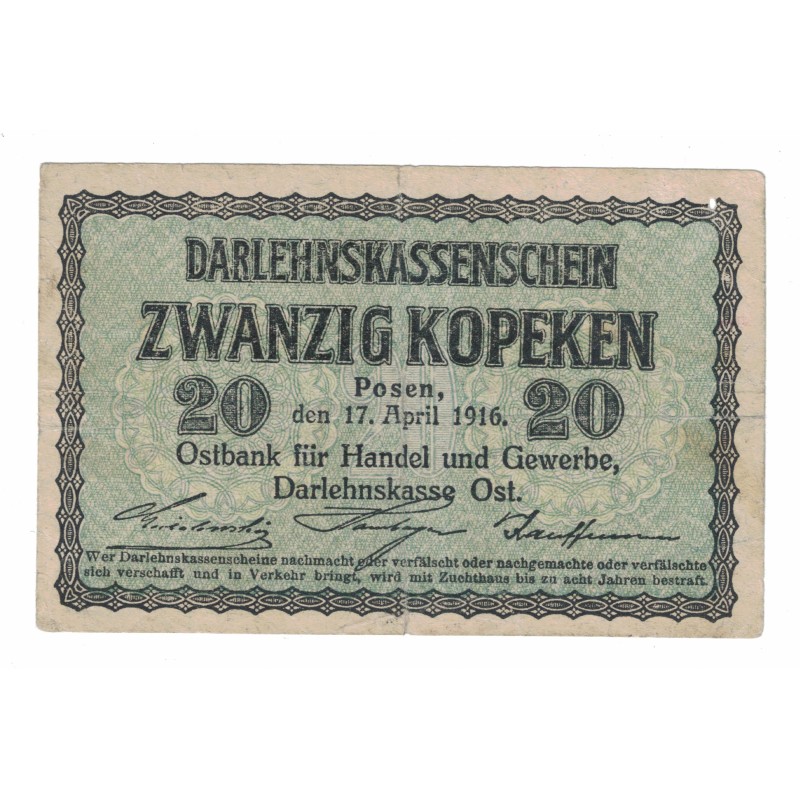 DARLEHNSKASSENSCHEIN
ZWANZIG KOPEKEN
20 Posen, 20
den 17. April 1916.
Ostbank für Handel und Gewerbe,
Darlehnskasse Ost.
Kauffmann
Wer Darlehnskassenscheine nachmacht oder verfälscht oder nachgemachte oder verfälschte
sich verschafft und in Verkehr bringt, wird mit Zuchthaus bis zu acht Jahren bestraft.